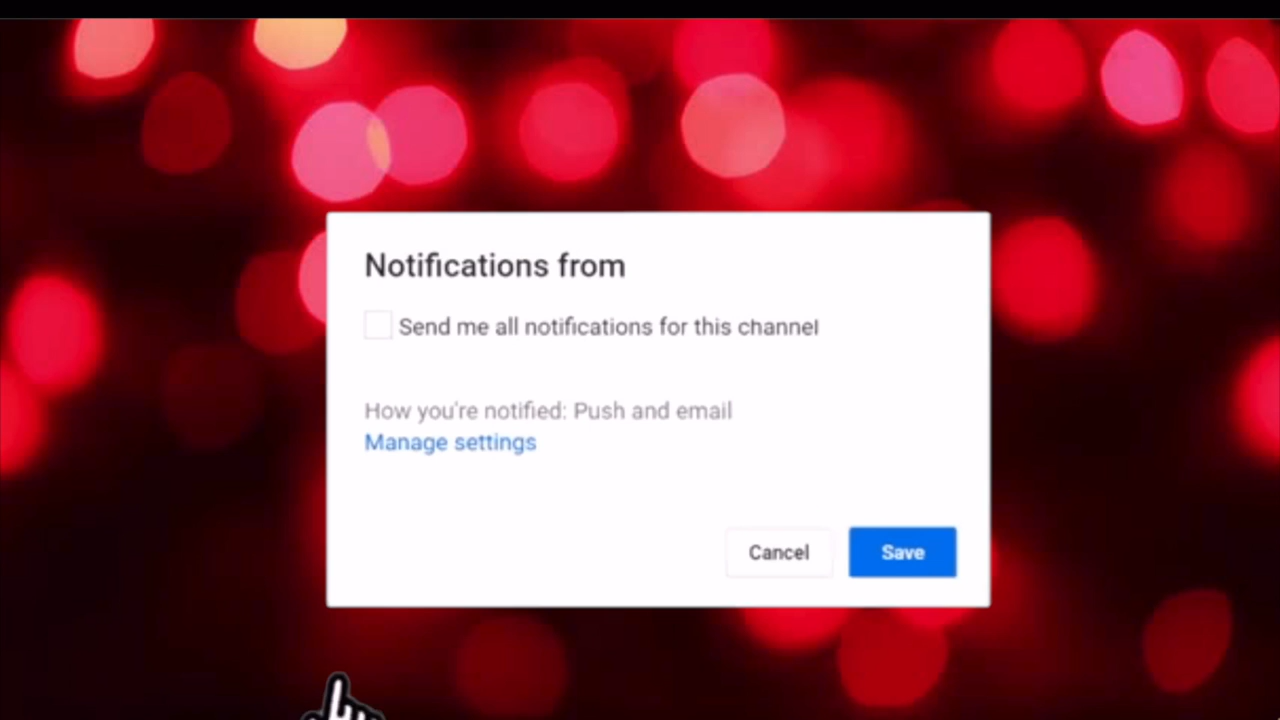 Notifications from
Send me all notifications for this channel
How you're notified: Push and email
Manage settings
Cancel
Save